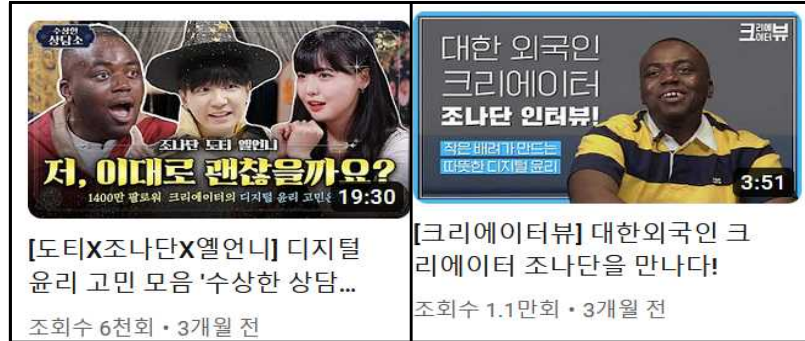 수상한
상담소
조나단 도티 옐언니
저, 이대로 괜찮을까요?
1400만 팔로워 크리에이터의 디지털 윤리 고민은
19:30
[도티X조나단X옐언니] 디지털
윤리 고민 모음 '수상한 상담...
조회수 6천회 • 3개월 전
크리에이터뷰
대한 외국인
크리에이터
조나단 인터뷰!
작은 배려가 만드는
따뜻한 디지털 윤리
3:51
[크리에이터뷰] 대한외국인 크
리에이터 조나단을 만나다!
조회수 1.1만회 • 3개월 전